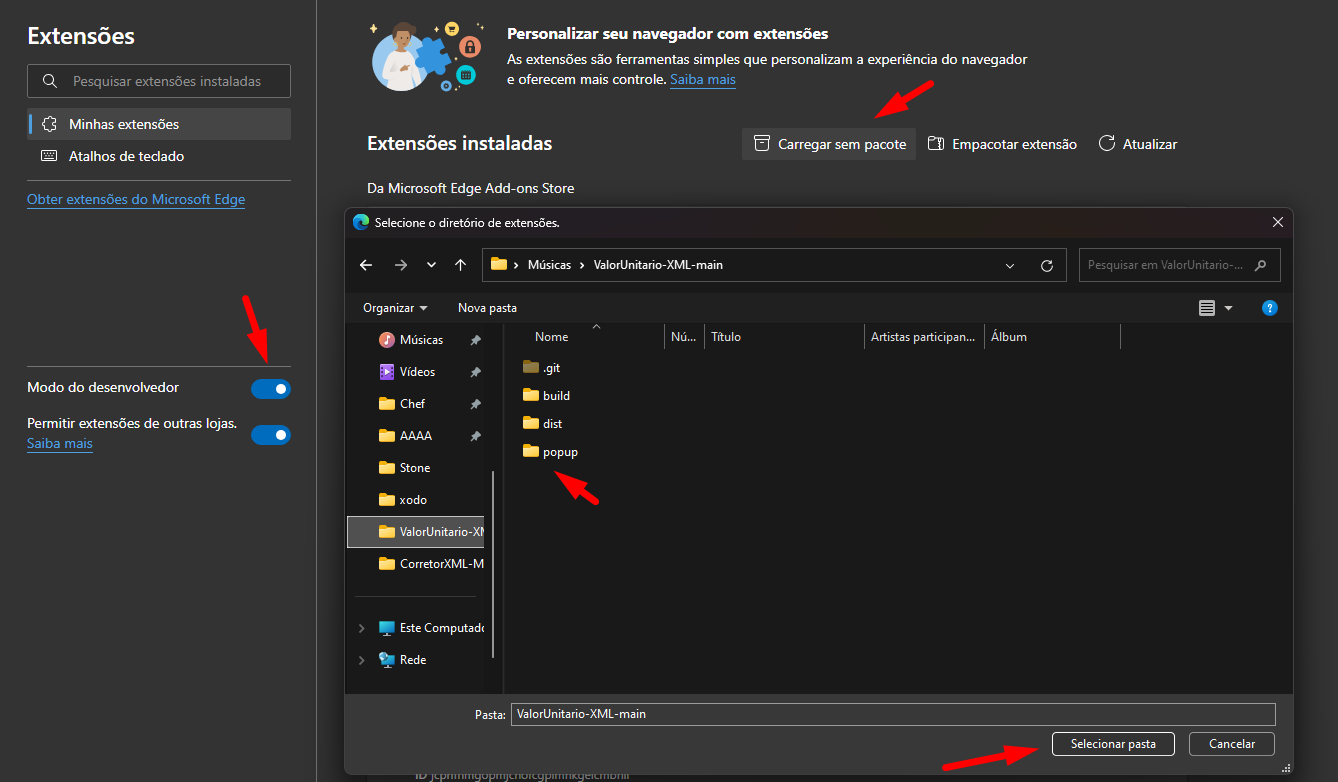 Extensões
Pesquisar extensões instaladas
Minhas extensões
Atalhos de teclado
Obter extensões do Microsoft Edge
Modo do desenvolvedor
Permitir extensões de outras lojas.
Saiba mais
Personalizar seu navegador com extensões
As extensões são ferramentas simples que personalizam a experiência do navegador
e oferecem mais controle. Saiba mais
Extensões instaladas
Carregar sem pacote
Empacotar extensão
Atualizar
Da Microsoft Edge Add-ons Store
Selecione o diretório de extensões.
Músicas › ValorUnitario-XML-main
Pesquisar em ValorUnitario-...
Organizar
Nova pasta
Músicas
Vídeos
Chef
AAAA
Stone
xodo
ValorUnitario-XM
CorretorXML-M
Este Computado
Rede
Nome
Nú...
Título
Artistas participan...
Álbum
.git
build
dist
popup
Pasta: ValorUnitario-XML-main
Selecionar pasta
Cancelar
ID